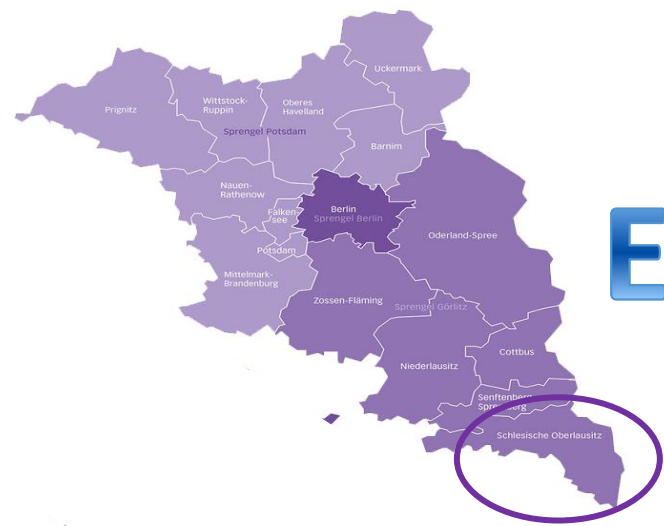 Uckermark
Prignitz
Wittstock-
Ruppin
Oberes
Havelland
Sprengel Potsdam
Barnim
Nauen-
Rathenow
Falken-
see
Berlin
Sprengel Berlin
Oderland-Spree
Potsdam
Mittelmark-
Brandenburg
Zossen-Fläming
Sprengel Görlitz
Cottbus
Niederlausitz
Senftenberg-
Spremberg
Schlesische Oberlausitz
E